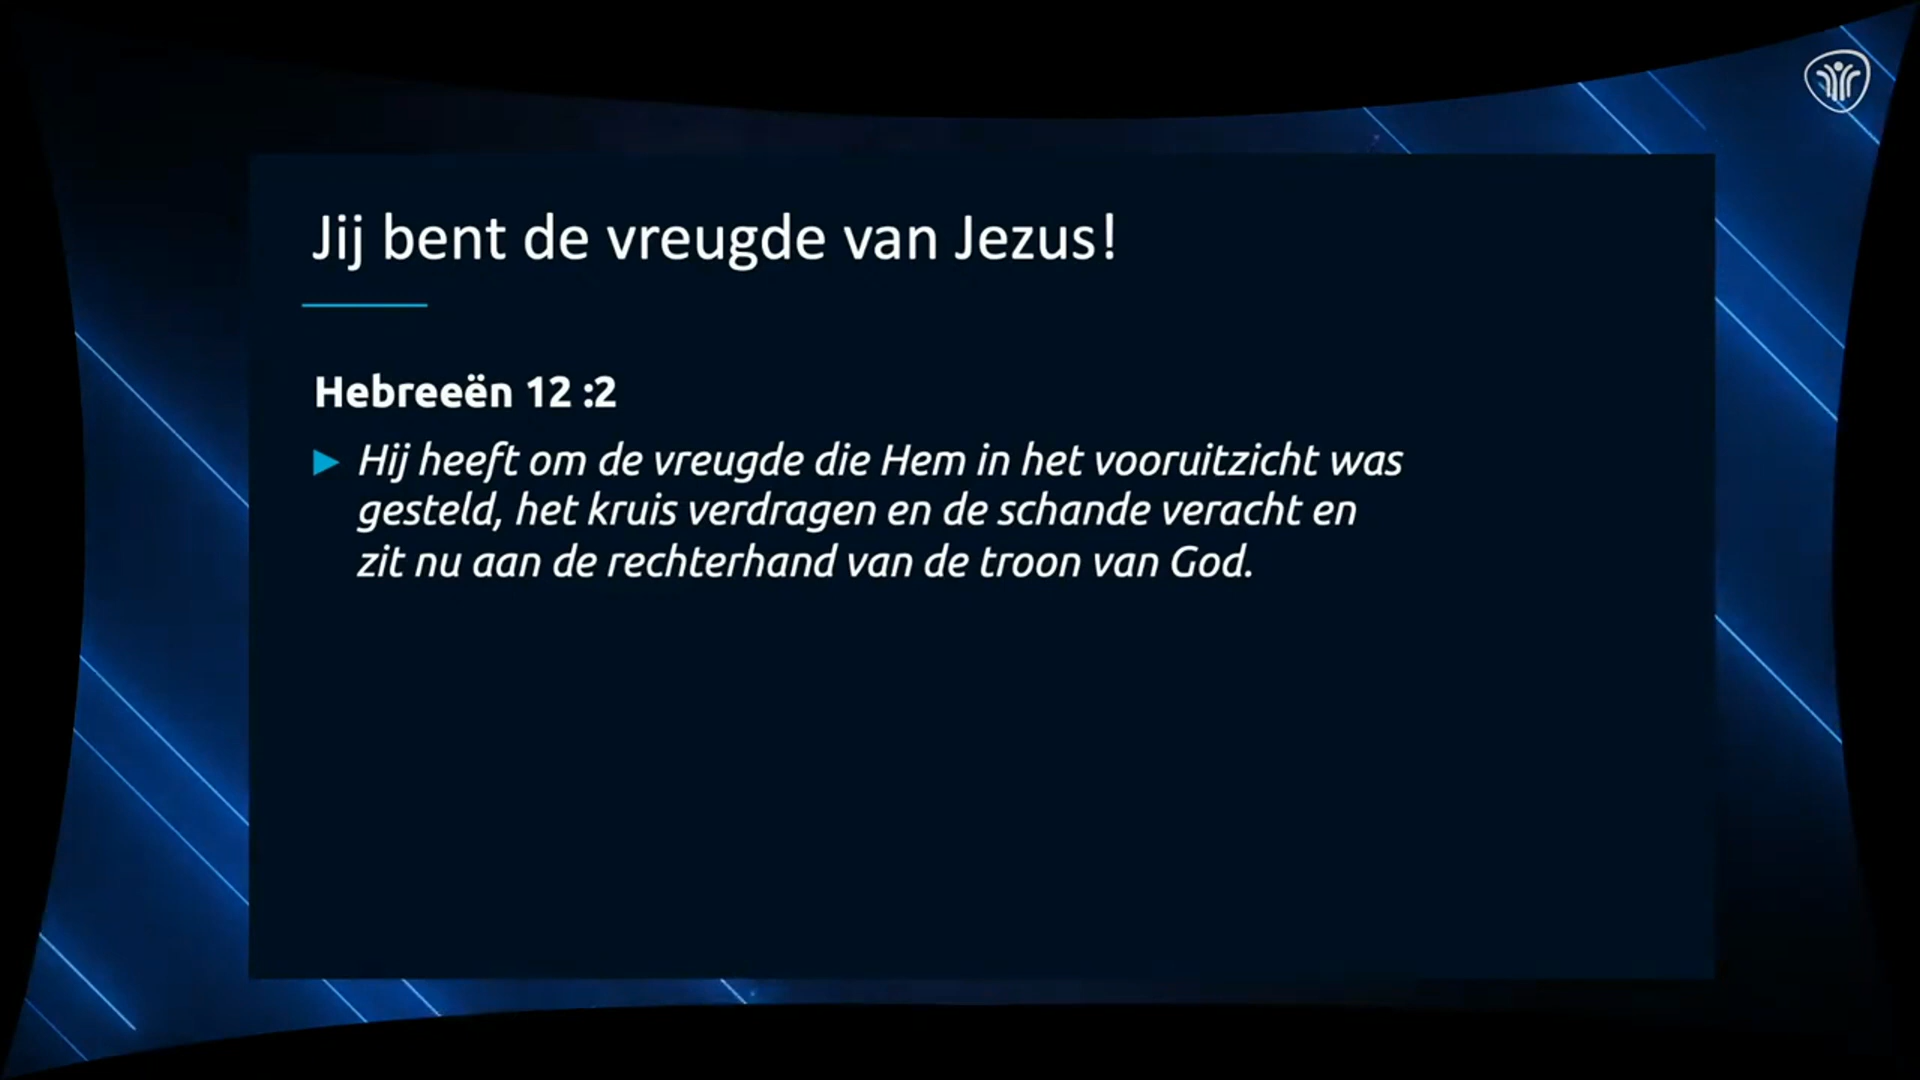 Jij bent de vreugde van Jezus!
Hebreeën 12 :2
Hij heeft om de vreugde die Hem in het vooruitzicht was
gesteld, het kruis verdragen en de schande veracht en
zit nu aan de rechterhand van de troon van God.